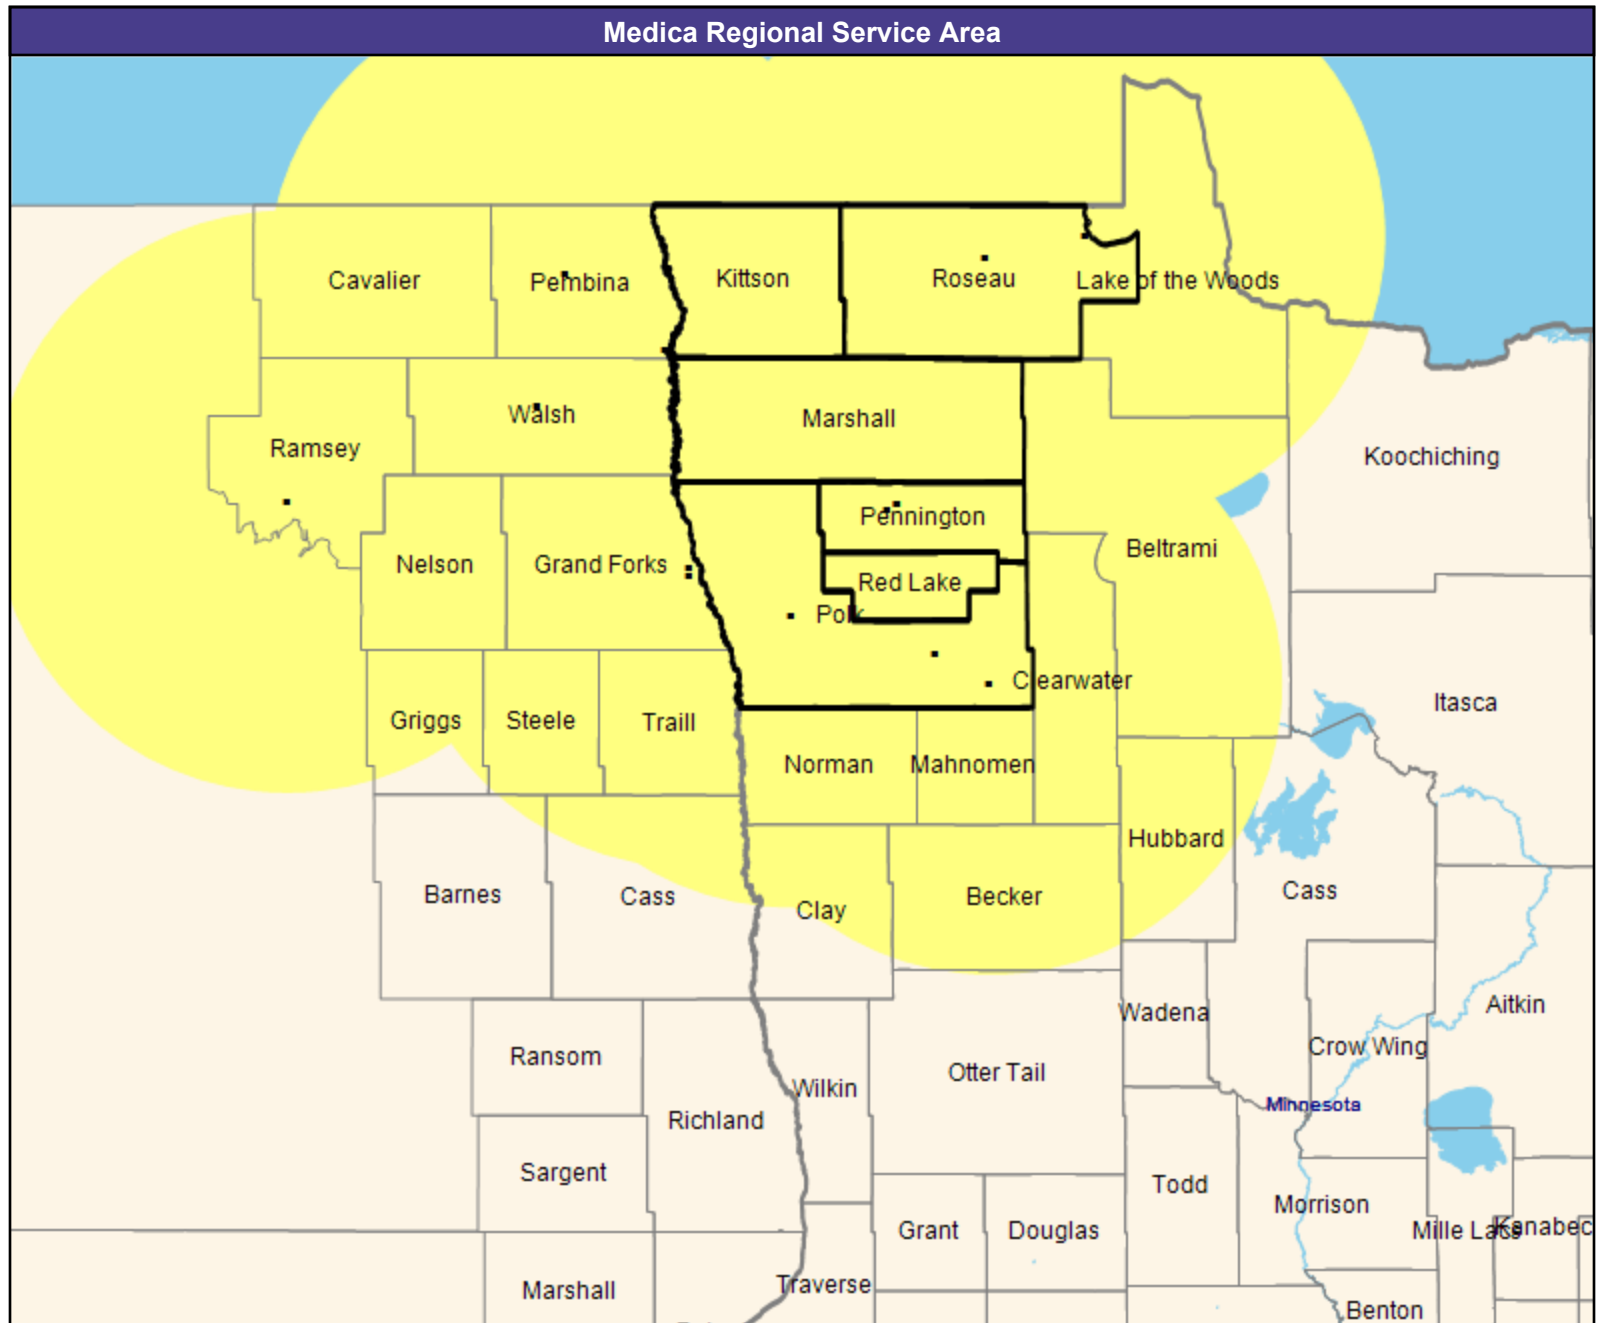 Medica Regional Service Area
Cavalier
Pembina
Kittson
Roseau
Lake of the Woods
Walsh
Marshall
Ramsey
Koochiching
Pennington
Beltrami
Nelson
Grand Forks
Red Lake
Polk
Clearwater
Itasca
Griggs
Steele
Traill
Norman
Mahnomen
Hubbard
Barnes
Cass
Clay
Becker
Cass
Aitkin
Wadena
Crow Wing
Ransom
Otter Tail
Wilkin
Minnesota
Richland
Sargent
Todd
Morrison
Grant
Douglas
Mille Lacs
Kanabec
Marshall
Traverse
Benton